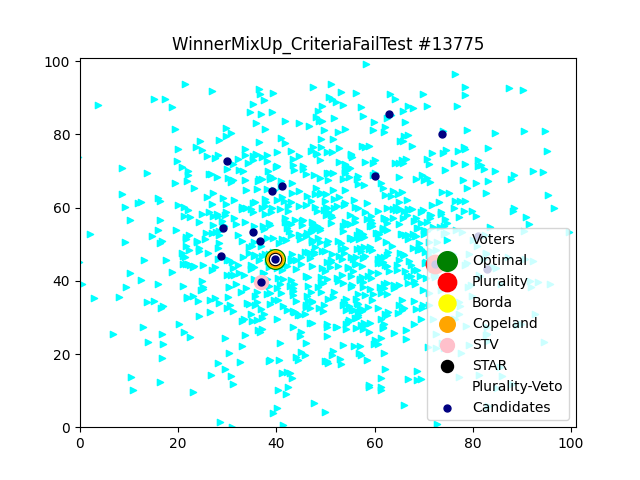 WinnerMixUp_CriteriaFailTest #13775
100
80
60
40
20
0
0 20 40 60 80 100
Voters
Optimal
Plurality
Borda
Copeland
STV
STAR
Plurality-Veto
Candidates